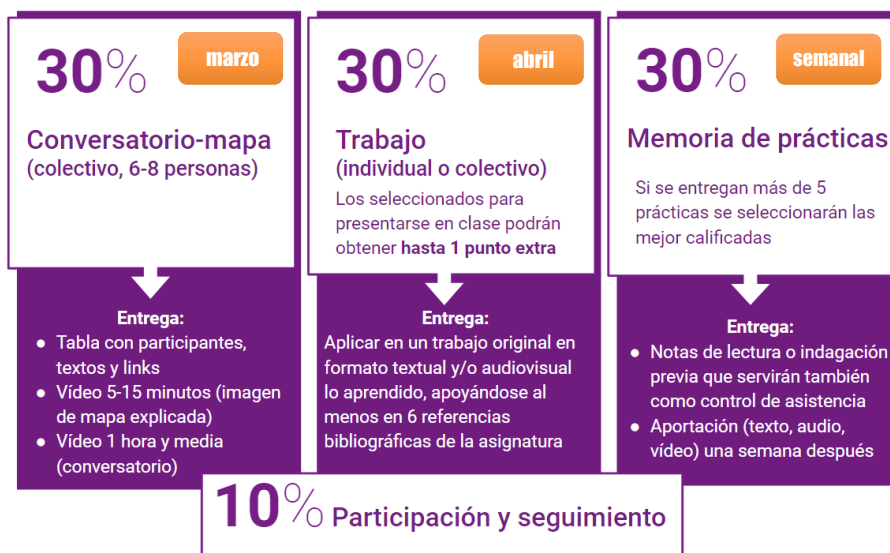 30% marzo
Conversatorio-mapa
(colectivo, 6-8 personas)
Entrega:
● Tabla con participantes,
textos y links
● Vídeo 5-15 minutos (imagen
de mapa explicada)
● Vídeo 1 hora y media
(conversatorio)
30% abril
Trabajo
(individual o colectivo)
Los seleccionados para
presentarse en clase podrán
obtener hasta 1 punto extra
Entrega:
Aplicar en un trabajo original en
formato textual y/o audiovisual
lo aprendido, apoyándose al
menos en 6 referencias
bibliográficas de la asignatura
30% semanal
Memoria de prácticas
Si se entregan más de 5
prácticas se seleccionarán las
mejor calificadas
Entrega:
● Notas de lectura o indagación
previa que servirán también
como control de asistencia
● Aportación (texto, audio,
vídeo) una semana después
10% Participación y seguimiento